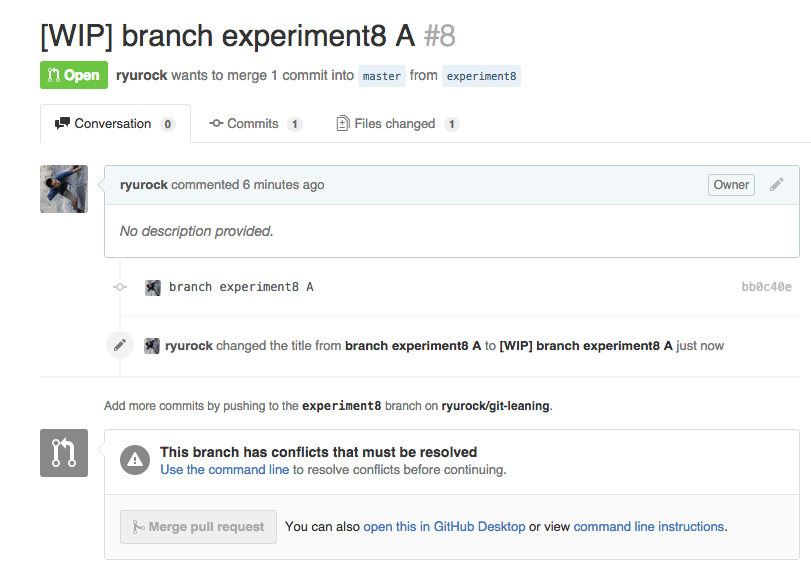 [WIP] branch experiment8 A #8
Open ryurock wants to merge 1 commit into master from experiment8
Conversation 0 Commits 1 Files changed 1
ryurock commented 6 minutes ago Owner
No description provided.
branch experiment8 A bb0c40e
ryurock changed the title from branch experiment8 A to [WIP] branch experiment8 A just now
Add more commits by pushing to the experiment8 branch on ryurock/git-leaning.
This branch has conflicts that must be resolved
Use the command line to resolve conflicts before continuing.
Merge pull request You can also open this in GitHub Desktop or view command line instructions.